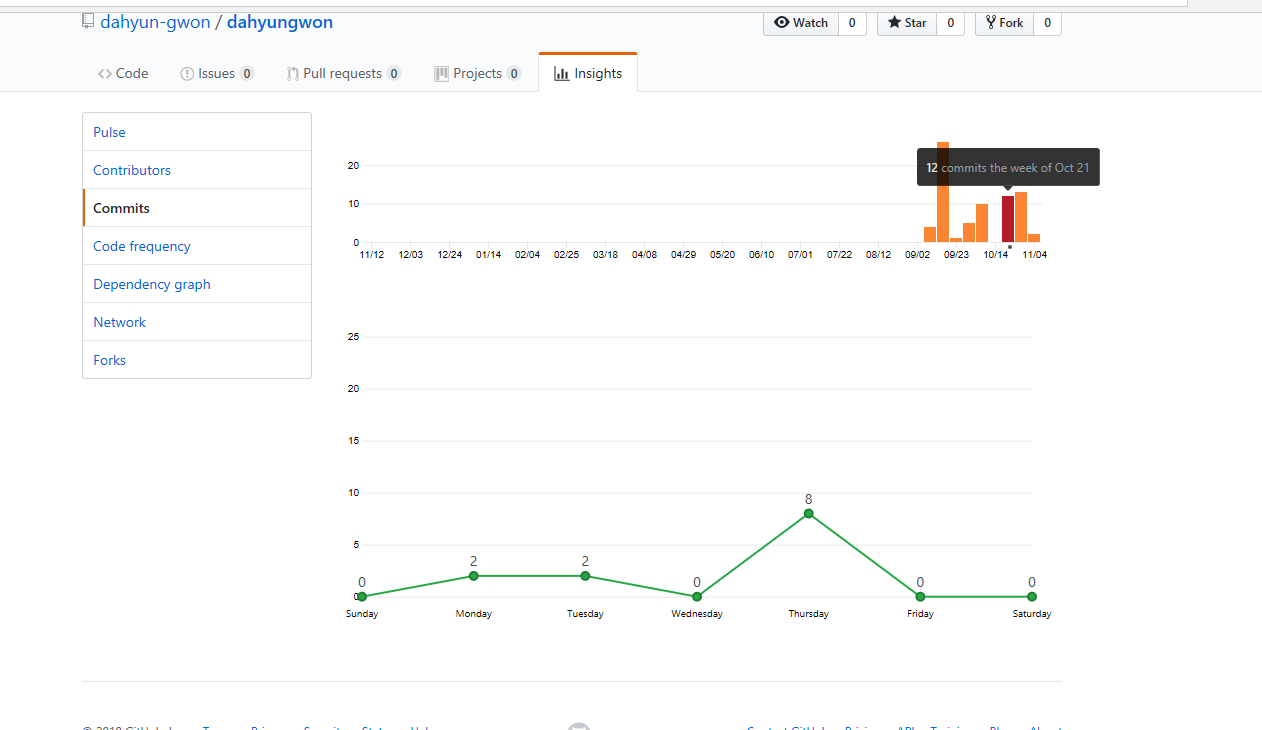 dahyun-gwon / dahyungwon
Watch 0 Star 0 Fork 0
Code Issues 0 Pull requests 0 Projects 0 Insights
Pulse
Contributors
Commits
Code frequency
Dependency graph
Network
Forks
12 commits the week of Oct 21
20
10
0
11/12 12/03 12/24 01/14 02/04 02/25 03/18 04/08 04/29 05/20 06/10 07/01 07/22 08/12 09/02 09/23 10/14 11/04
25
20
15
10
5
0
0 2 2 0 8 0 0
Sunday Monday Tuesday Wednesday Thursday Friday Saturday